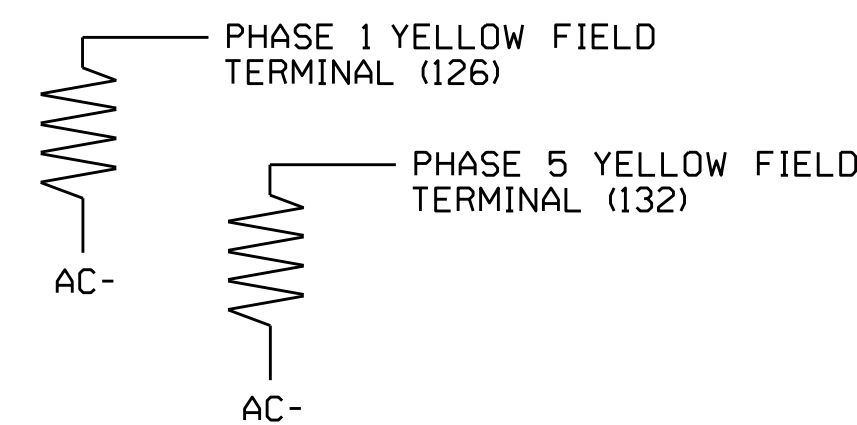 PHASE 1 YELLOW FIELD
TERMINAL (126)
AC-
PHASE 5 YELLOW FIELD
TERMINAL (132)
AC-